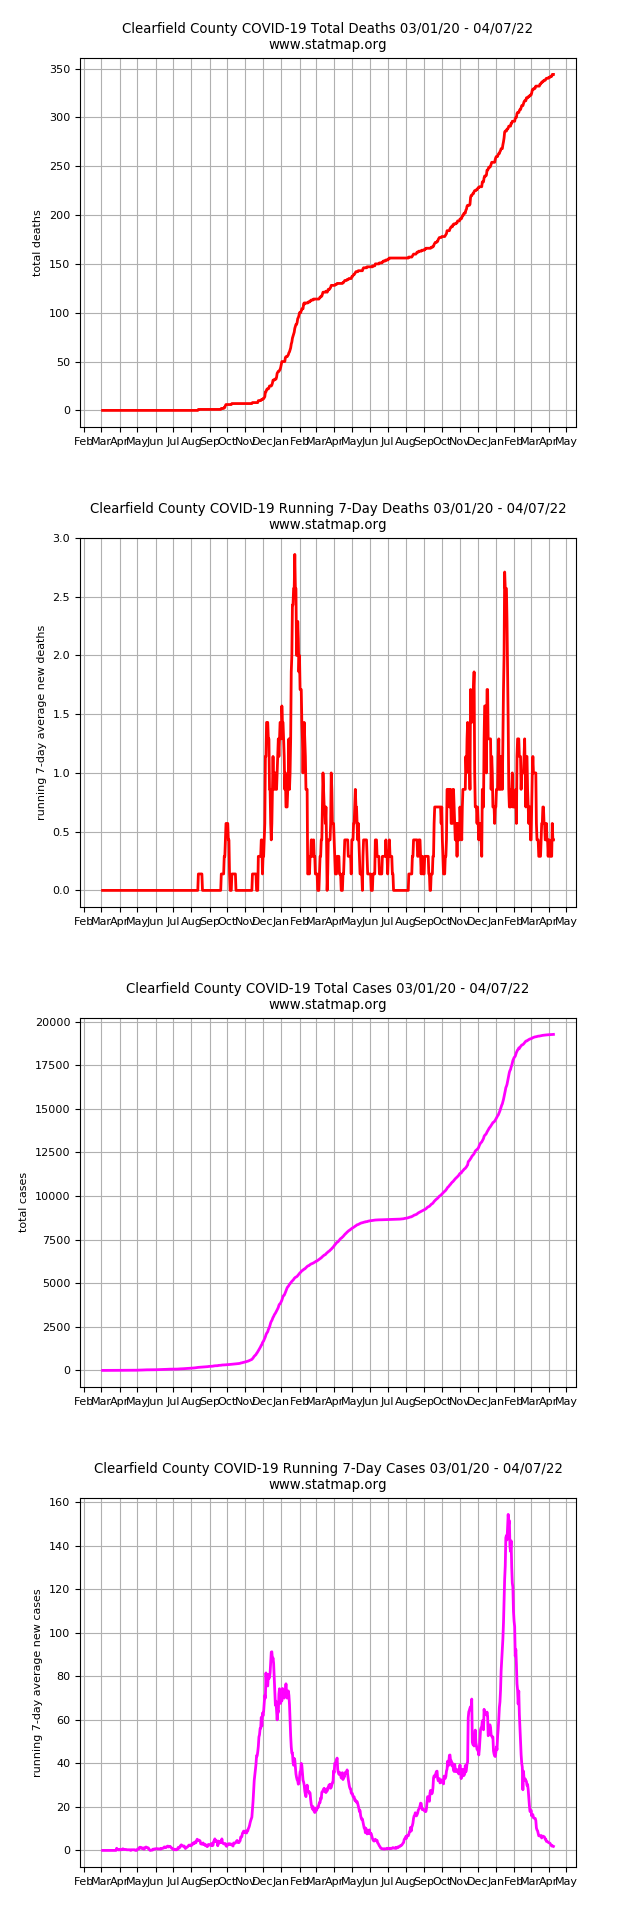 Clearfield County COVID-19 Total Deaths 03/01/20 - 04/07/22
www.statmap.org
350
300
250
200
150
100
50
0
total deaths
Feb Mar Apr May Jun Jul Aug Sep Oct Nov Dec Jan Feb Mar Apr May Jun Jul Aug Sep Oct Nov Dec Jan Feb Mar Apr May
Clearfield County COVID-19 Running 7-Day Deaths 03/01/20 - 04/07/22
www.statmap.org
3.0
2.5
2.0
1.5
1.0
0.5
0.0
running 7-day average new deaths
Feb Mar Apr May Jun Jul Aug Sep Oct Nov Dec Jan Feb Mar Apr May Jun Jul Aug Sep Oct Nov Dec Jan Feb Mar Apr May
Clearfield County COVID-19 Total Cases 03/01/20 - 04/07/22
www.statmap.org
20000
17500
15000
12500
10000
7500
5000
2500
0
total cases
Feb Mar Apr May Jun Jul Aug Sep Oct Nov Dec Jan Feb Mar Apr May Jun Jul Aug Sep Oct Nov Dec Jan Feb Mar Apr May
Clearfield County COVID-19 Running 7-Day Cases 03/01/20 - 04/07/22
www.statmap.org
160
140
120
100
80
60
40
20
0
running 7-day average new cases
Feb Mar Apr May Jun Jul Aug Sep Oct Nov Dec Jan Feb Mar Apr May Jun Jul Aug Sep Oct Nov Dec Jan Feb Mar Apr May